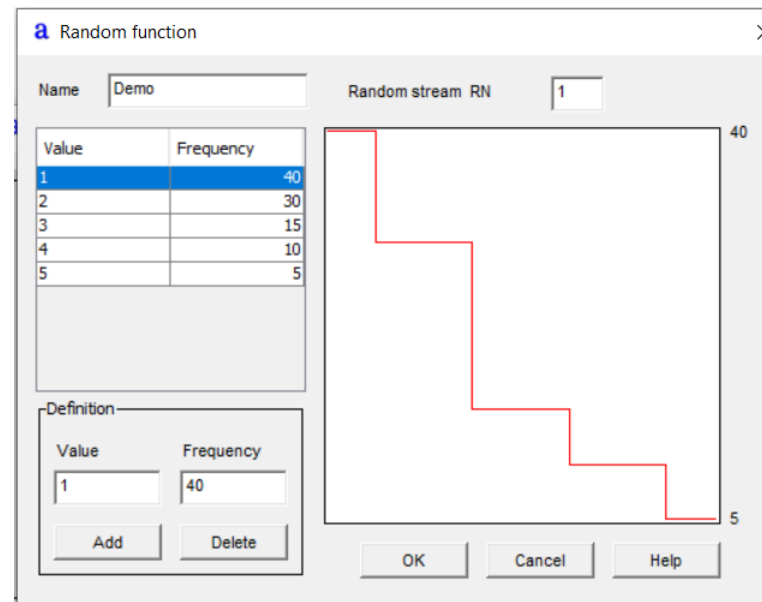 a Random function
Name Demo Random stream RN 1
Value Frequency
1 40
2 30
3 15
4 10
5 5
40
5
Definition
Value Frequency
1 40
Add Delete
OK Cancel Help